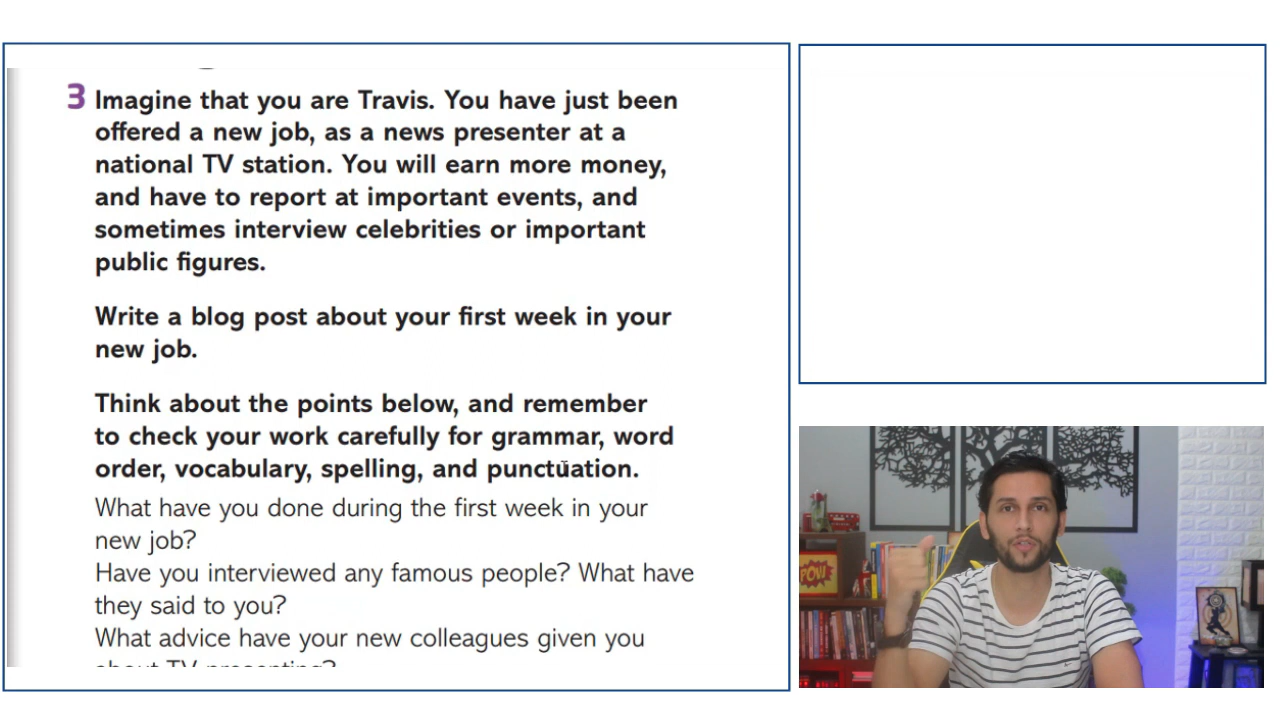 3 Imagine that you are Travis. You have just been
offered a new job, as a news presenter at a
national TV station. You will earn more money,
and have to report at important events, and
sometimes interview celebrities or important
public figures.
Write a blog post about your first week in your
new job.
Think about the points below, and remember
to check your work carefully for grammar, word
order, vocabulary, spelling, and punctuation.
What have you done during the first week in your
new job?
Have you interviewed any famous people? What have
they said to you?
What advice have your new colleagues given you
about TV presenting?
POW!